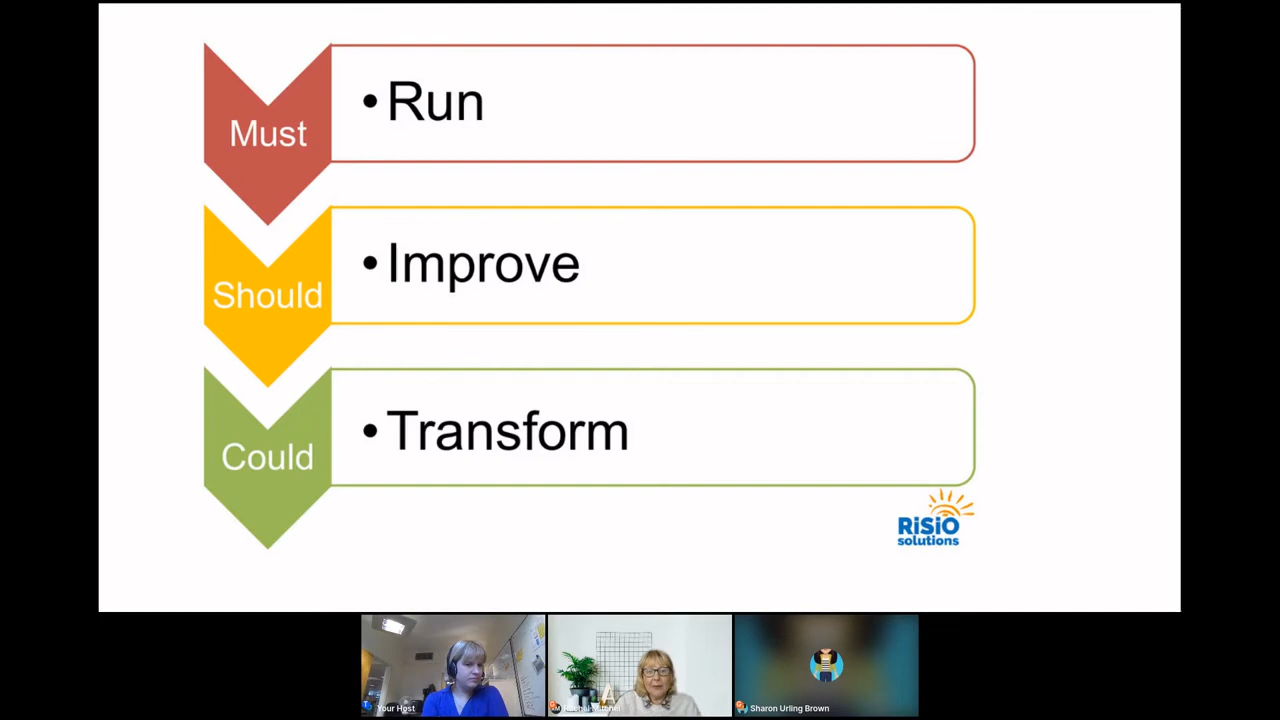 Must
• Run
Should
• Improve
Could
• Transform
RiSiO
solutions
Your Host
Sharon Urling Brown